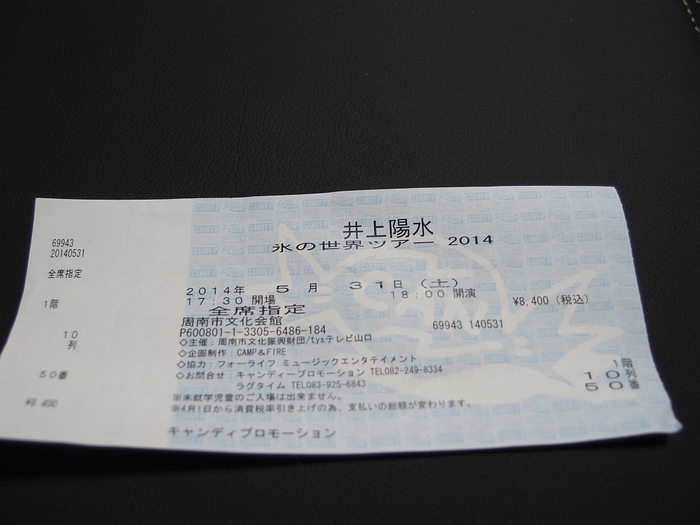 69943
20140531
全席指定
1階
10
列
50番
¥8,400
井上陽水
氷の世界ツアー 2014
2014年 5月 31日（土）
17:30 開場 18:00 開演
¥8,400（税込）
全席指定
周南市文化会館
69943 140531
P600801-1-3305-6486-184
◇主催：周南市文化振興財団/tysテレビ山口
◇企画制作：CAMP&FIRE
◇協力：フォーライフ ミュージックエンタテイメント
◇お問合せ：キャンディープロモーション TEL082-249-8334
ラグタイム TEL083-925-6843
※未就学児童のご入場は出来ません。
※4月1日から消費税率引き上げの為、支払いの総額が変わります。
1階
10列
50番
キャンディプロモーション